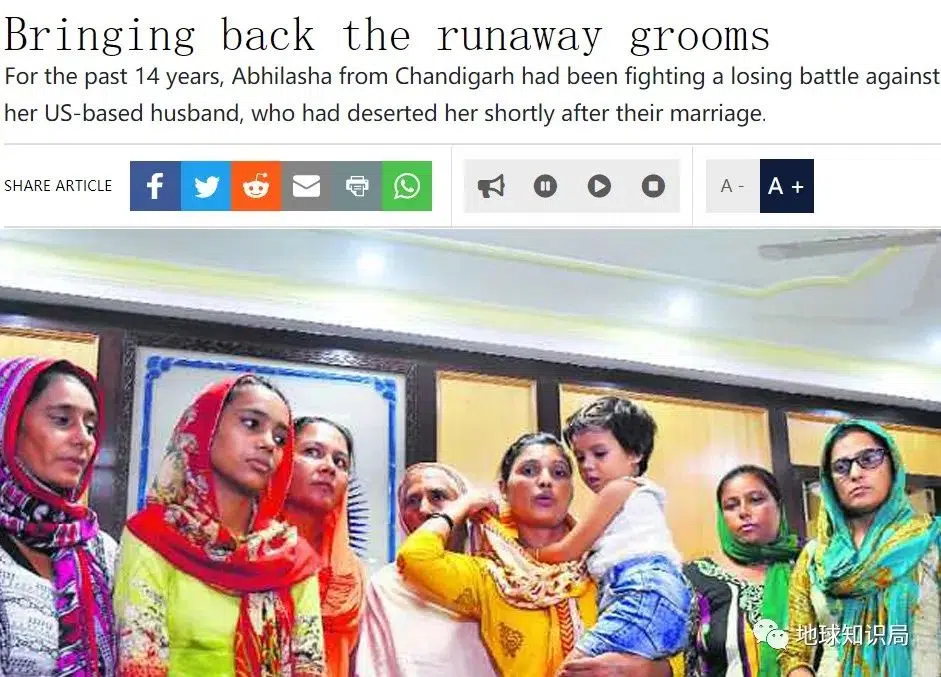 Bringing back the runaway grooms
For the past 14 years, Abhilasha from Chandigarh had been fighting a losing battle against
her US-based husband, who had deserted her shortly after their marriage.
SHARE ARTICLE
A -
A +
地球知识局